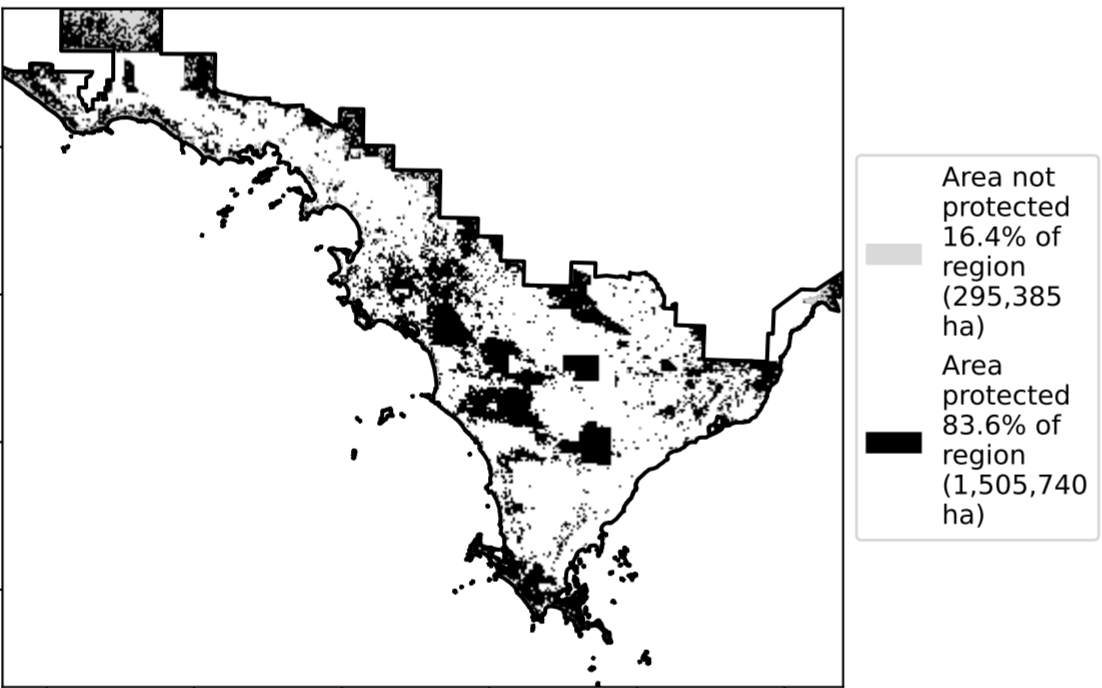 Area not
protected
16.4% of
region
(295,385
ha)
Area
protected
83.6% of
region
(1,505,740
ha)